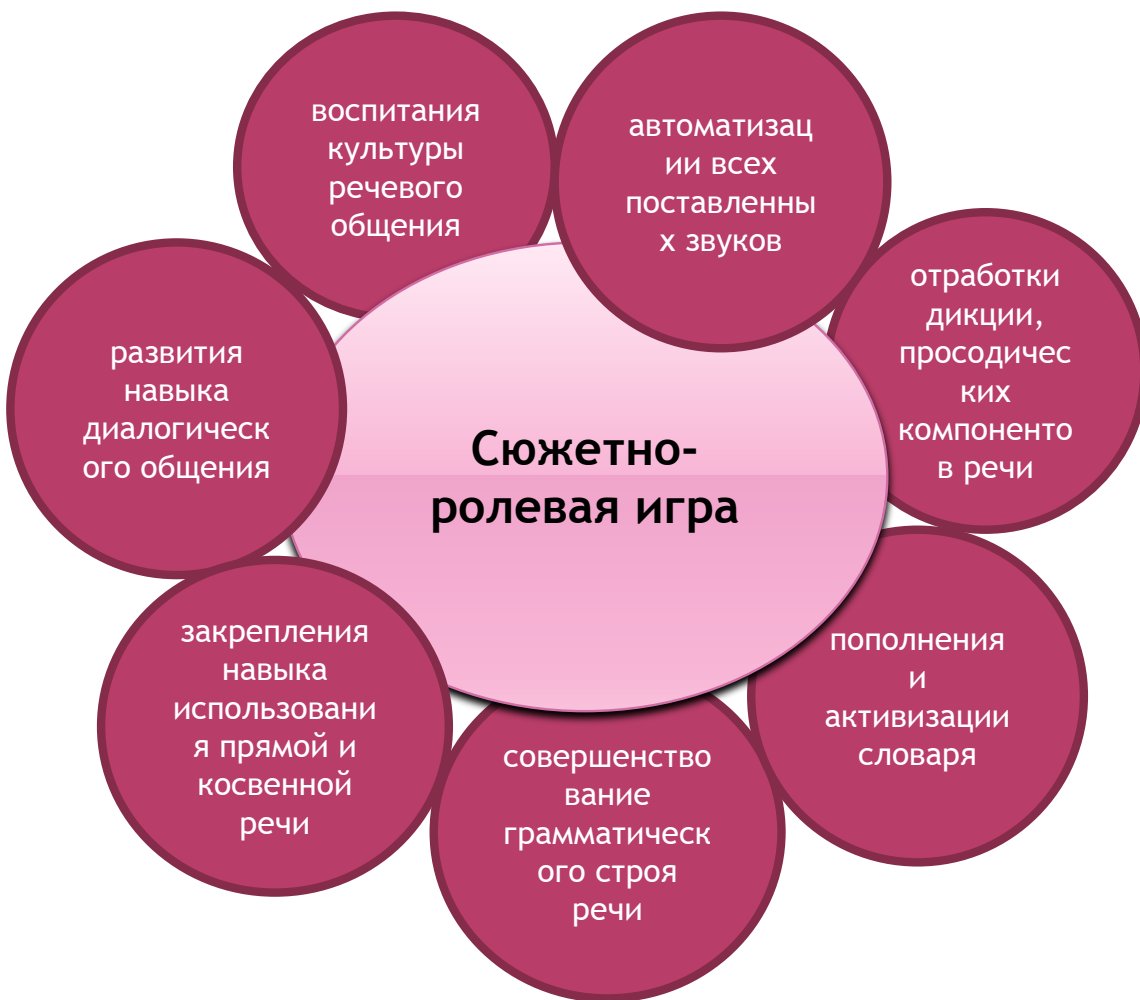 воспитания
культуры
речевого
общения
автоматизац
ии всех
поставленны
х звуков
отработки
дикции,
просодичес
ких
компоненто
в речи
развития
навыка
диалогическ
ого общения
Сюжетно-
ролевая игра
закрепления
навыка
использовани
я прямой и
косвенной
речи
пополнения
и
активизации
словаря
совершенство
вание
грамматическ
ого строя
речи